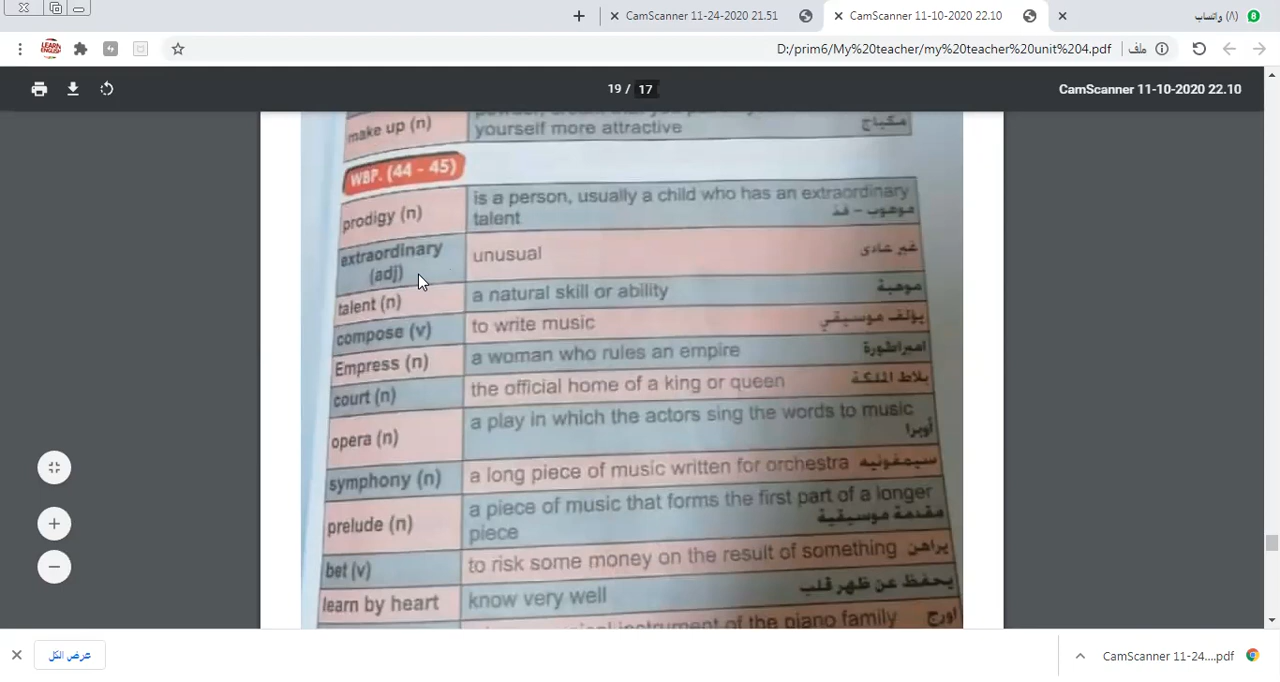 CamScanner 11-24-2020 21.51
CamScanner 11-10-2020 22.10
(٨) واتساب
8
LEARN
ENGLISH
D:/prim6/My%20teacher/my%20teacher%20unit%204.pdf
ملف
19 / 17
CamScanner 11-10-2020 22.10
make up (n)
yourself more attractive
مكياج
WBP. (44 - 45)
prodigy (n)
is a person, usually a child who has an extraordinary
talent
موهوب – فذ
extraordinary
(adj)
unusual
غير عادى
talent (n)
a natural skill or ability
موهبة
compose (v)
to write music
يؤلف موسيقي
Empress (n)
a woman who rules an empire
امبراطورة
court (n)
the official home of a king or queen
بلاط الملكة
opera (n)
a play in which the actors sing the words to music
أوبرا
symphony (n)
a long piece of music written for orchestra
سيمفونيه
prelude (n)
a piece of music that forms the first part of a longer
piece
مقدمة موسيقية
bet (v)
to risk some money on the result of something
يراهن
learn by heart
know very well
يحفظ عن ظهر قلب
instrument of the piano family
اورج
عرض الكل
CamScanner 11-24....pdf